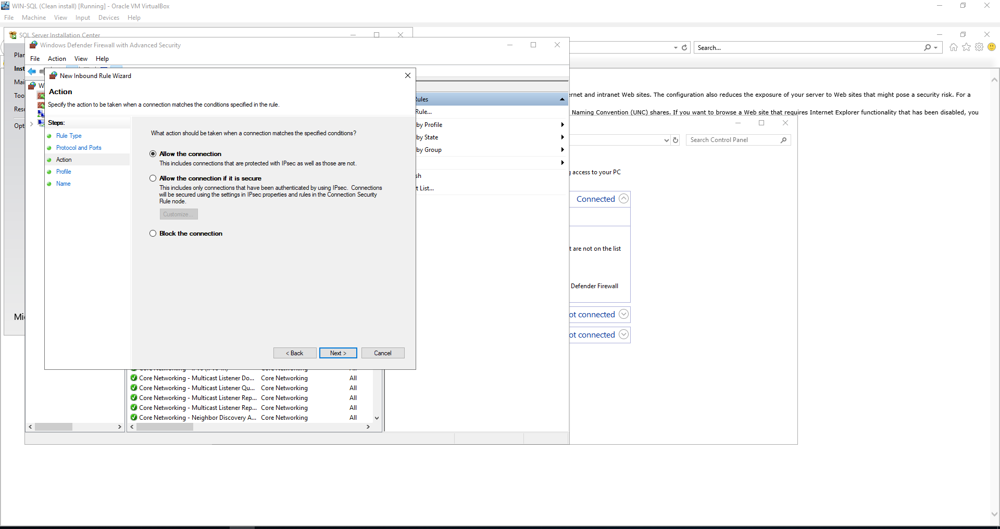 WIN-SQL (Clean install) [Running] - Oracle VM VirtualBox
File Machine View Input Devices Help
SQL Server Installation Center
Windows Defender Firewall with Advanced Security
Search...
File Action View Help
New Inbound Rule Wizard
Action
Specify the action to be taken when a connection matches the conditions specified in the rule.
Steps:
Rule Type
Protocol and Ports
Action
Profile
Name
What action should be taken when a connection matches the specified conditions?
Allow the connection
This includes connections that are protected with IPsec as well as those are not.
Allow the connection if it is secure
This includes only connections that have been authenticated by using IPsec. Connections
will be secured using the settings in IPsec properties and rules in the Connection Security
Rule node.
Customize...
Block the connection
< Back Next > Cancel
Rules
Rule...
by Profile
by State
by Group
sh
t List...
rnet and intranet Web sites. The configuration also reduces the exposure of your server to Web sites that might pose a security risk. For a
Naming Convention (UNC) shares. If you want to browse a Web site that requires Internet Explorer functionality that has been disabled, you
Search Control Panel
access to your PC
Connected
t are not on the list
Defender Firewall
ot connected
ot connected
Plan
Inst
Mai
Too
Res
Opt
Mi
W
Core Networking - Multicast Listener Do... Core Networking All
Core Networking - Multicast Listener Qu... Core Networking All
Core Networking - Multicast Listener Rep... Core Networking All
Core Networking - Multicast Listener Rep... Core Networking All
Core Networking - Neighbor Discovery A... Core Networking All